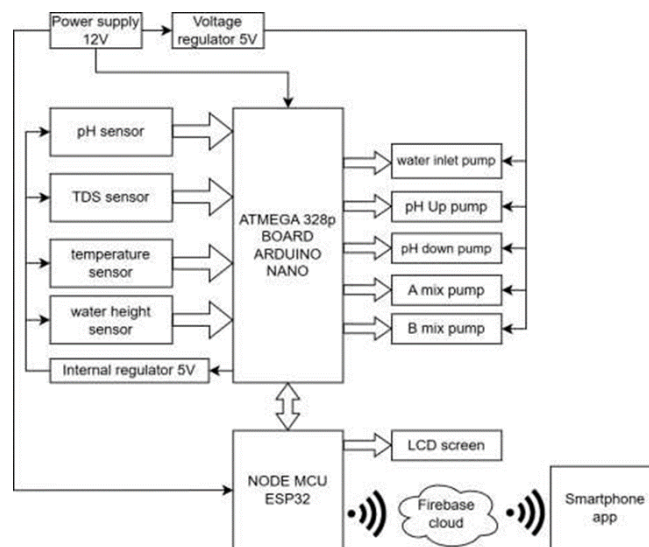 Power supply
12V
Voltage
regulator 5V
pH sensor
TDS sensor
temperature
sensor
water height
sensor
Internal regulator 5V
ATMEGA 328p
BOARD
ARDUINO
NANO
water inlet pump
pH Up pump
pH down pump
A mix pump
B mix pump
NODE MCU
ESP32
LCD screen
Firebase
cloud
Smartphone
app